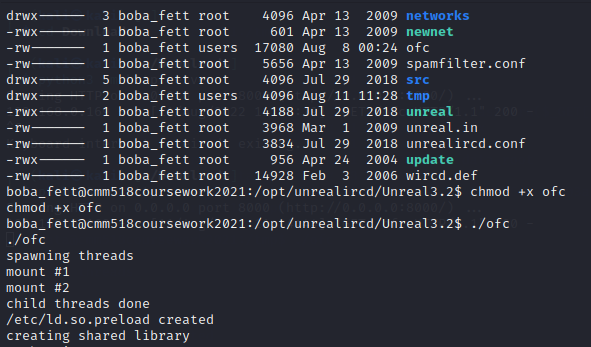 drwx------ 3 boba_fett root 4096 Apr 13 2009 networks
-rwx------ 1 boba_fett root 601 Apr 13 2009 newnet
-rw------- 1 boba_fett users 17080 Aug 8 00:24 ofc
-rw------- 1 boba_fett root 5656 Apr 13 2009 spamfilter.conf
drwx------ 5 boba_fett root 4096 Jul 29 2018 src
drwx------ 2 boba_fett users 4096 Aug 11 11:28 tmp
-rwx------ 1 boba_fett root 4188 Jul 29 2018 unreal
-rw------- 1 boba_fett root 3968 Mar 1 2009 unreal.in
-rw------- 1 boba_fett root 3834 Jul 29 2018 unrealircd.conf
-rwx------ 1 boba_fett root 956 Apr 24 2004 update
-rw------- 1 boba_fett root 14928 Feb 3 2006 wircd.def
boba_fett@cmm518coursework2021:/opt/unrealircd/Unreal3.2$ chmod +x ofc
chmod +x ofc
boba_fett@cmm518coursework2021:/opt/unrealircd/Unreal3.2$ ./ofc
./ofc
spawning threads
mount #1
mount #2
child threads done
/etc/ld.so.preload created
creating shared library